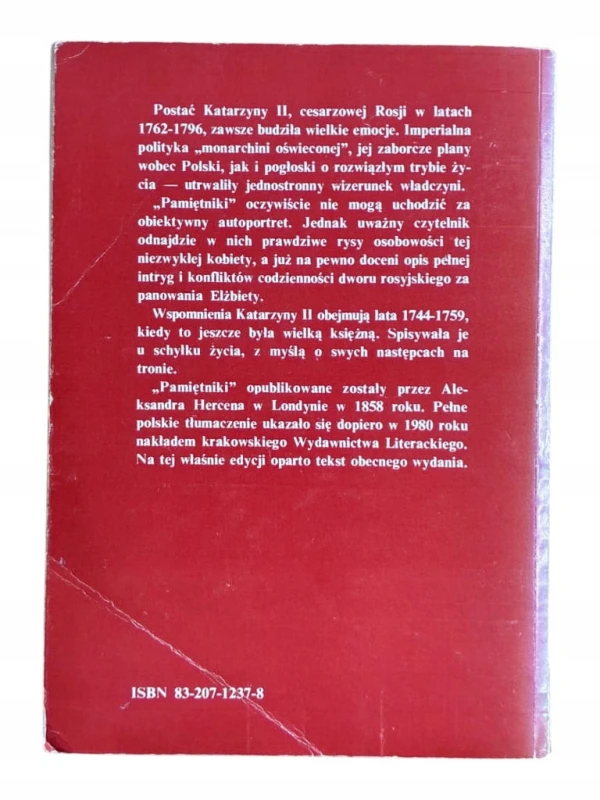 Postać Katarzyny II, cesarzowej Rosji w latach
1762-1796, zawsze budziła wielkie emocje. Imperialna
polityka „monarchini oświeconej”, jej zaborcze plany
wobec Polski, jak i pogłoski o rozwiązłym trybie ży-
cia — utrwaliły jednostronny wizerunek władczyni.
„Pamiętniki” oczywiście nie mogą uchodzić za
obiektywny autoportret. Jednak uważny czytelnik
odnajdzie w nich prawdziwe rysy osobowości tej
niezwykłej kobiety, a już na pewno doceni opis pełnej
intryg i konfliktów codzienności dworu rosyjskiego za
panowania Elżbiety.
Wspomnienia Katarzyny II obejmują lata 1744-1759,
kiedy to jeszcze była wielką księżną. Spisywała je
u schyłku życia, z myślą o swych następcach na
tronie.
„Pamiętniki” opublikowane zostały przez Ale-
ksandra Hercena w Londynie w 1858 roku. Pełne
polskie tłumaczenie ukazało się dopiero w 1980 roku
nakładem krakowskiego Wydawnictwa Literackiego.
Na tej właśnie edycji oparto tekst obecnego wydania.
ISBN 83-207-1237-8